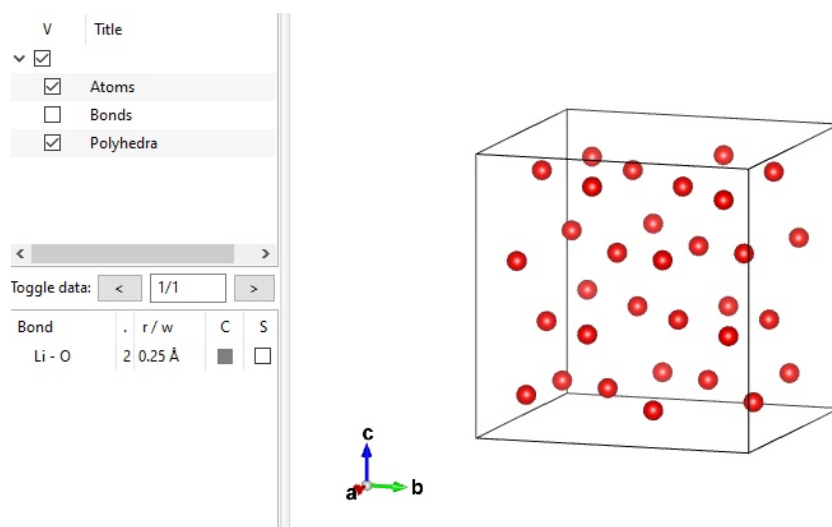 V Title
Atoms
Bonds
Polyhedra
< >
Toggle data: < 1/1 >
Bond . r / w C S
Li - O 2 0.25 Å
c
a b